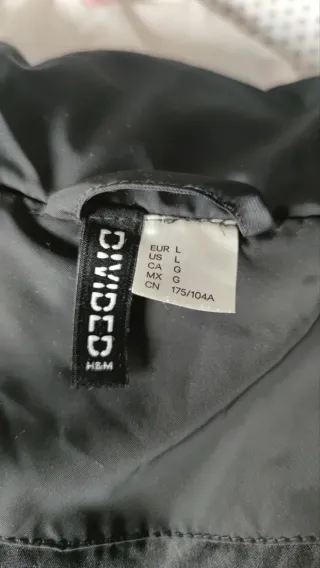 DIVIDED
H&M
EUR L
US L
CA G
MX G
CN 175/104A